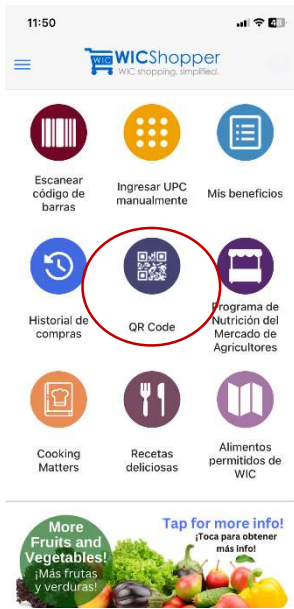 11:50
WIC WICShopper
WIC shopping, simplified.
Escanear
código de
barras
Ingresar UPC
manualmente
Mis beneficios
Historial de
compras
QR Code
Programa de
Nutrición del
Mercado de
Agricultores
Cooking
Matters
Recetas
deliciosas
Alimentos
permitidos de
WIC
More
Fruits and
Vegetables!
¡Más frutas
y verduras!
Tap for more info!
¡Toca para obtener
más info!